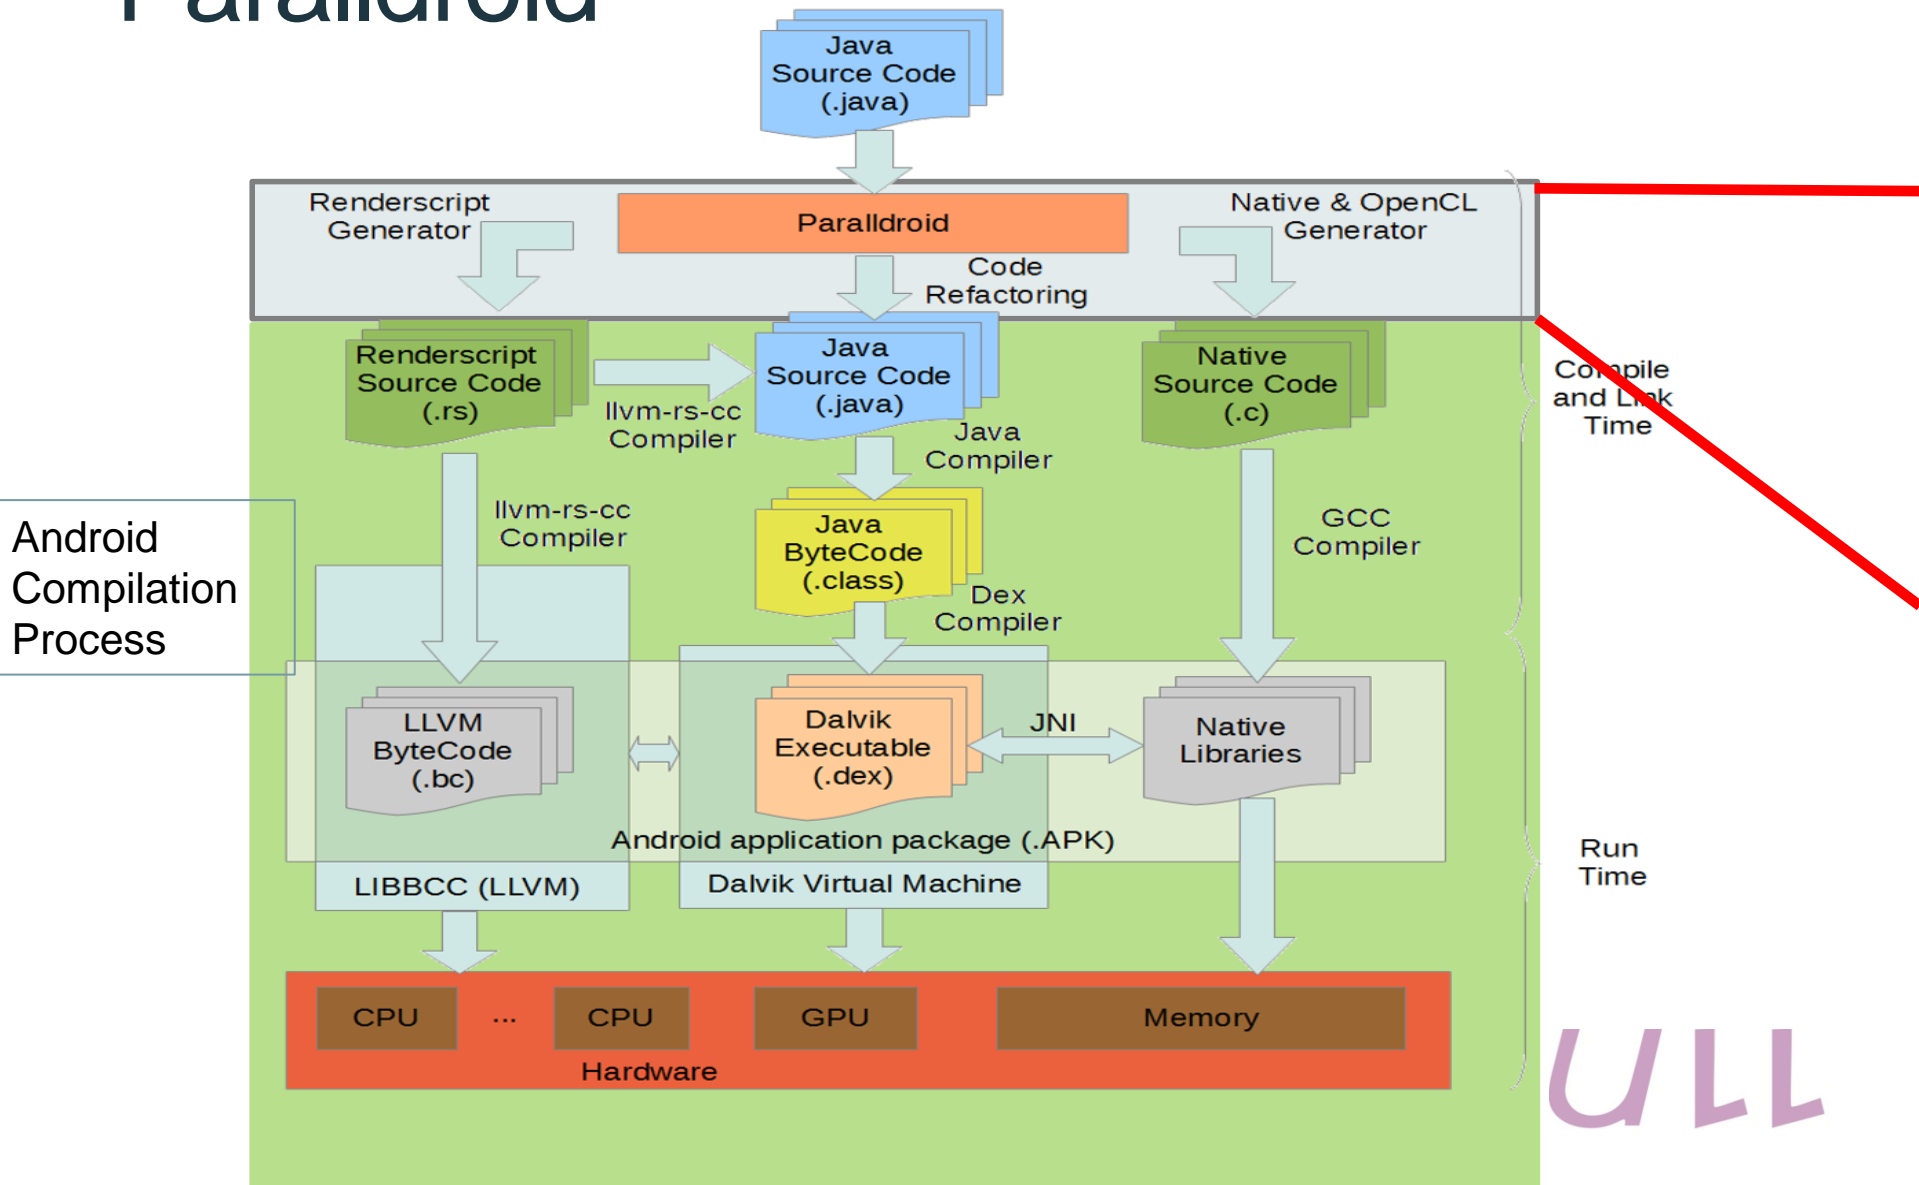 Paralldroid
Java
Source Code
(.java)
Renderscript
Generator
Paralldroid
Native & OpenCL
Generator
Code
Refactoring
Renderscript
Source Code
(.rs)
llvm-rs-cc
Compiler
Java
Source Code
(.java)
Native
Source Code
(.c)
Compile
and Link
Time
Java
Compiler
llvm-rs-cc
Compiler
Java
ByteCode
(.class)
GCC
Compiler
Android
Compilation
Process
Dex
Compiler
LLVM
ByteCode
(.bc)
Dalvik
Executable
(.dex)
JNI
Native
Libraries
Android application package (.APK)
LIBBCC (LLVM)
Dalvik Virtual Machine
Run
Time
CPU
...
CPU
GPU
Memory
Hardware
ULL